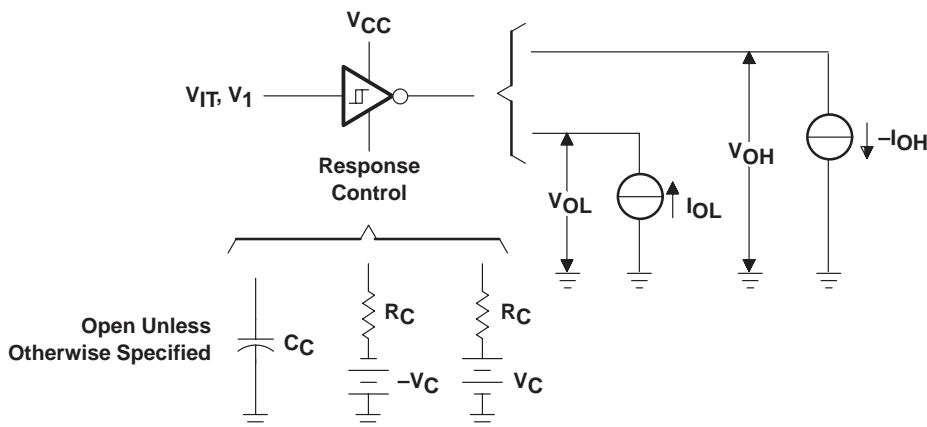 VCC
VIT, V1
Response
Control
VOH
–IOH
VOL
IOL
Open Unless
Otherwise Specified
CC
RC
–VC
RC
VC